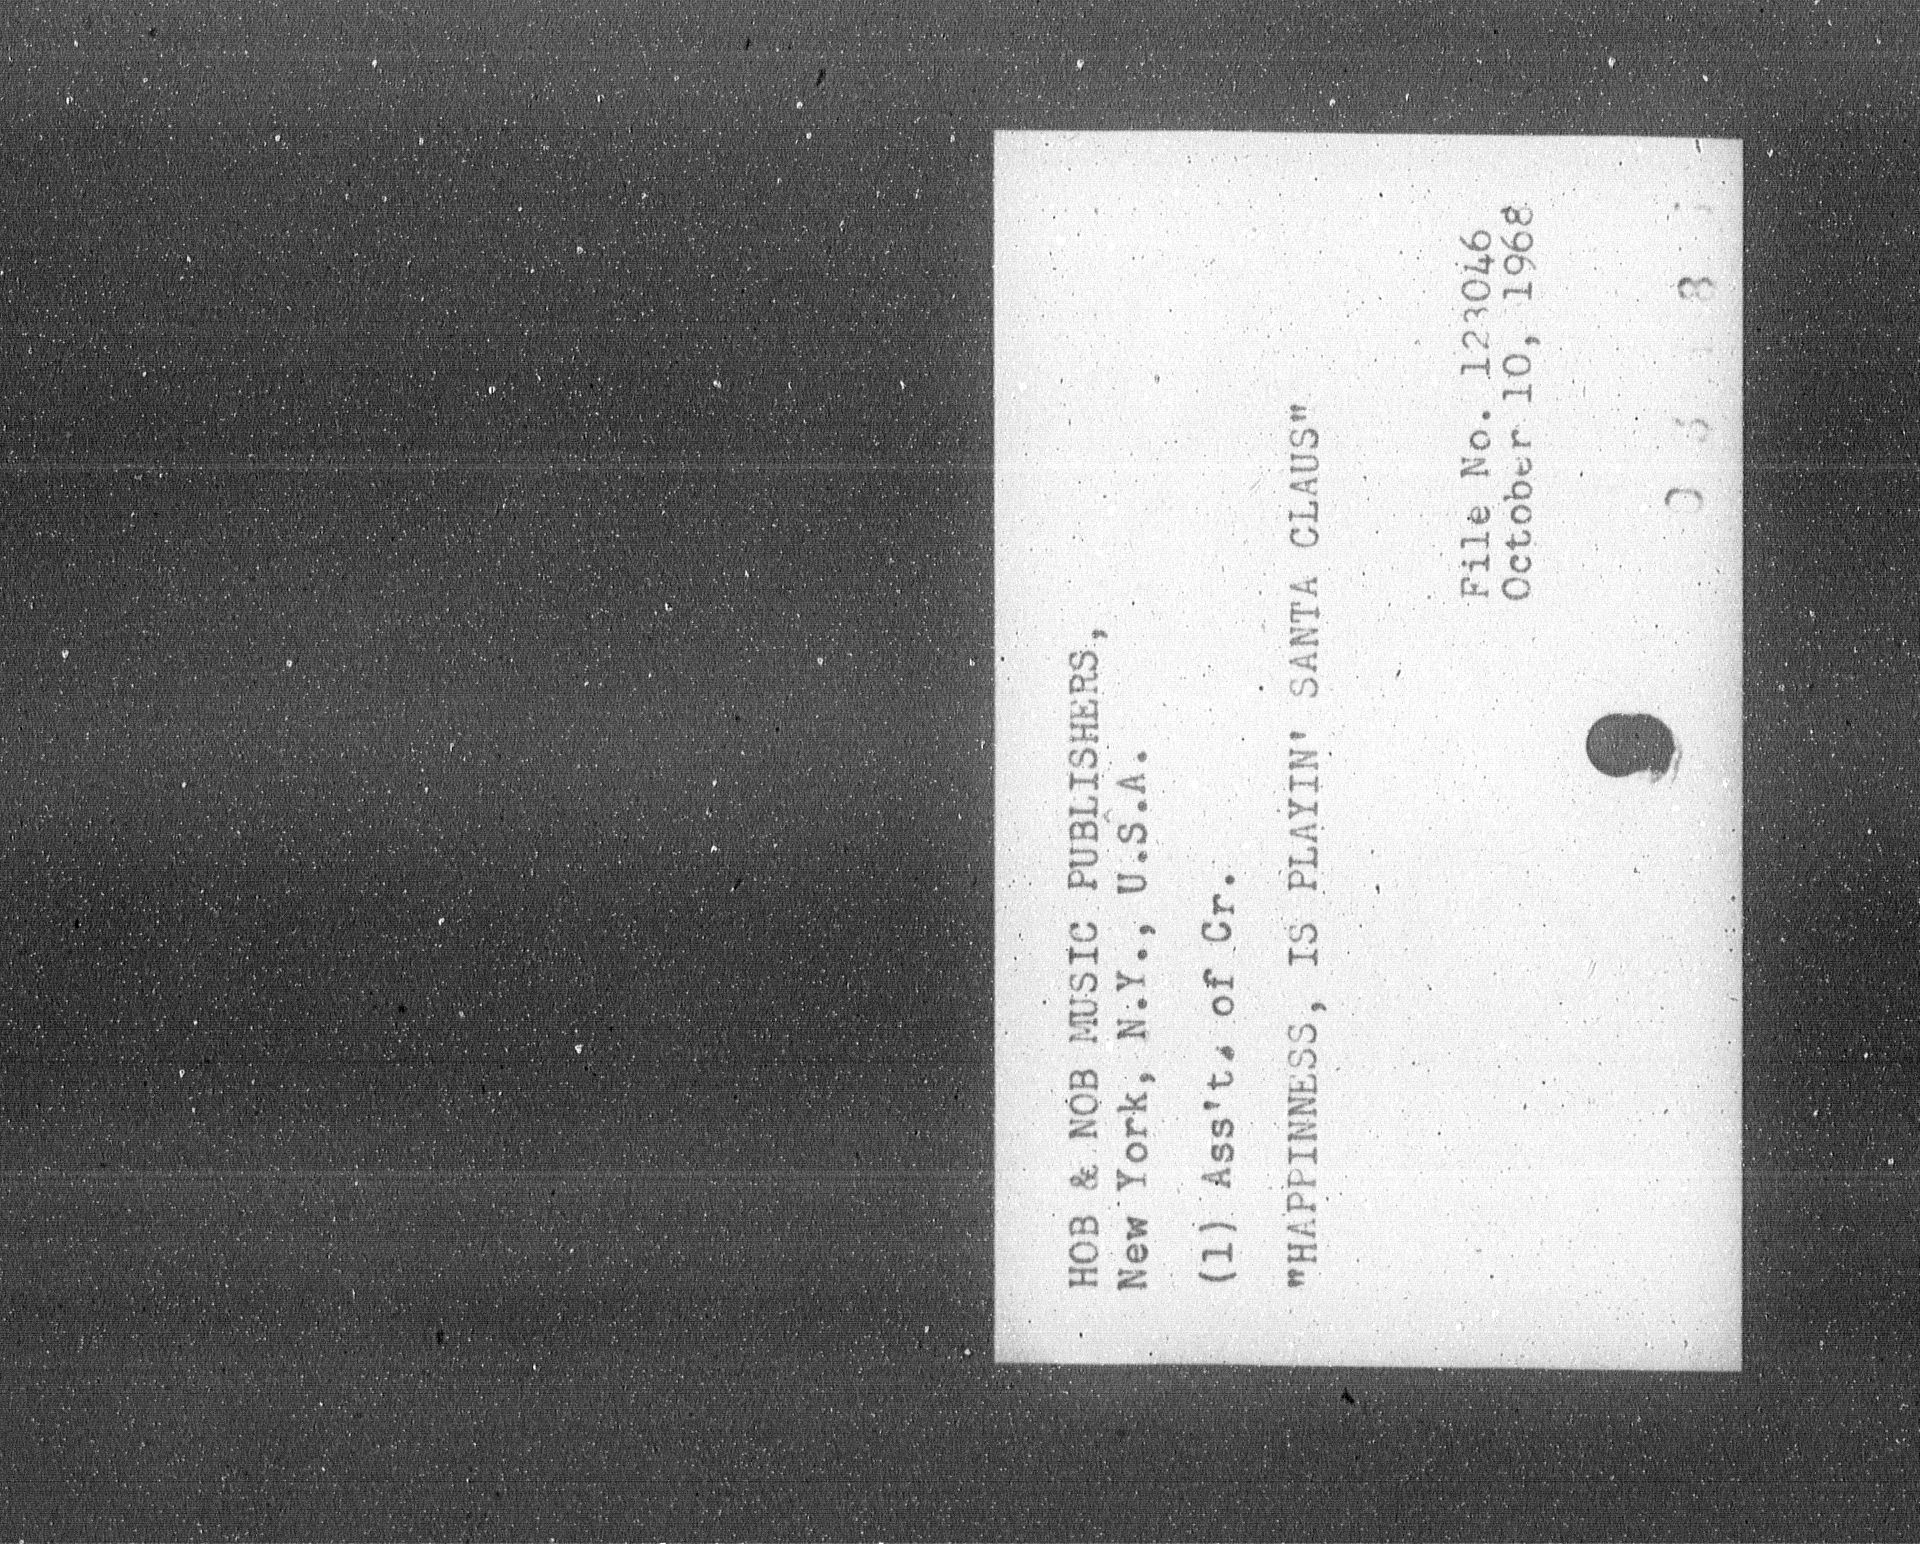 HOB & NOB MUSIC PUBLISHERS,
New York, N.Y., U.S.A.
(1) Ass't. of Cr.
"HAPPINNESS, IS PLAYIN' SANTA CLAUS"
File No. 123046
October 10, 1968